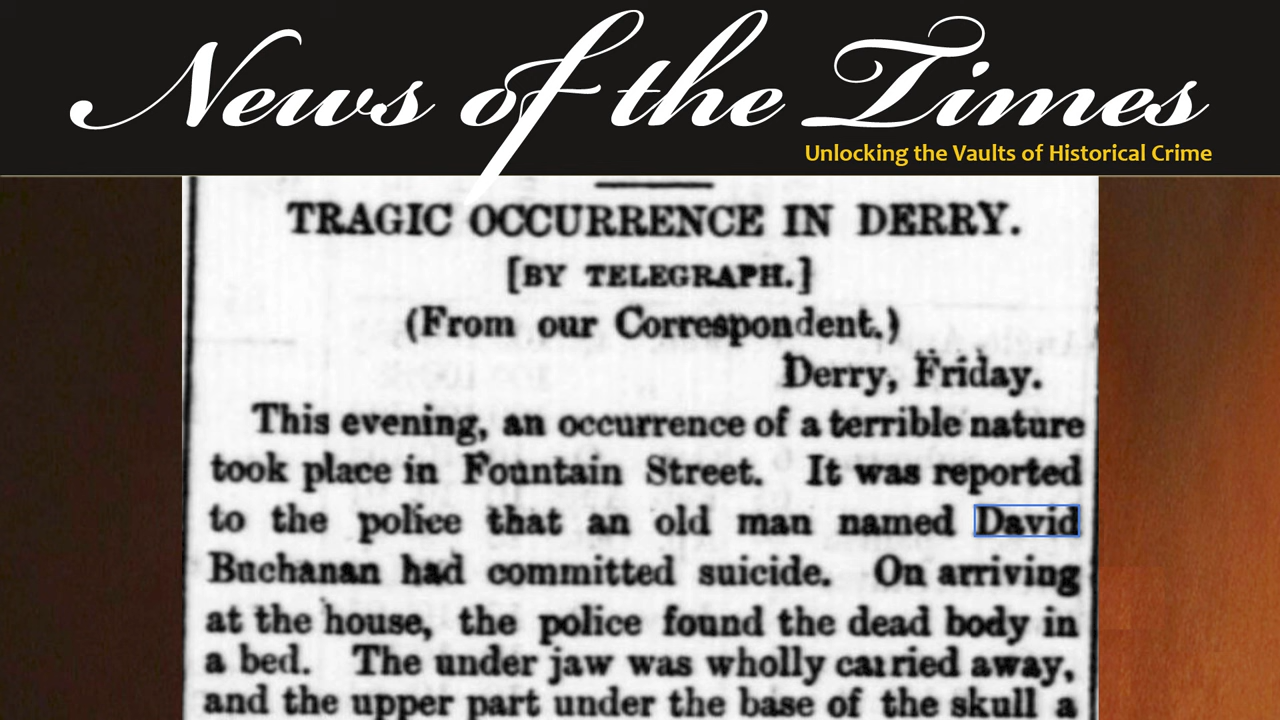 News of the Times
Unlocking the Vaults of Historical Crime
TRAGIC OCCURRENCE IN DERRY.
[BY TELEGRAPH.]
(From our Correspondent.)
Derry, Friday.
This evening, an occurrence of a terrible nature
took place in Fountain Street. It was reported
to the police that an old man named David
Buchanan had committed suicide. On arriving
at the house, the police found the dead body in
a bed. The under jaw was wholly carried away,
and the upper part under the base of the skull a